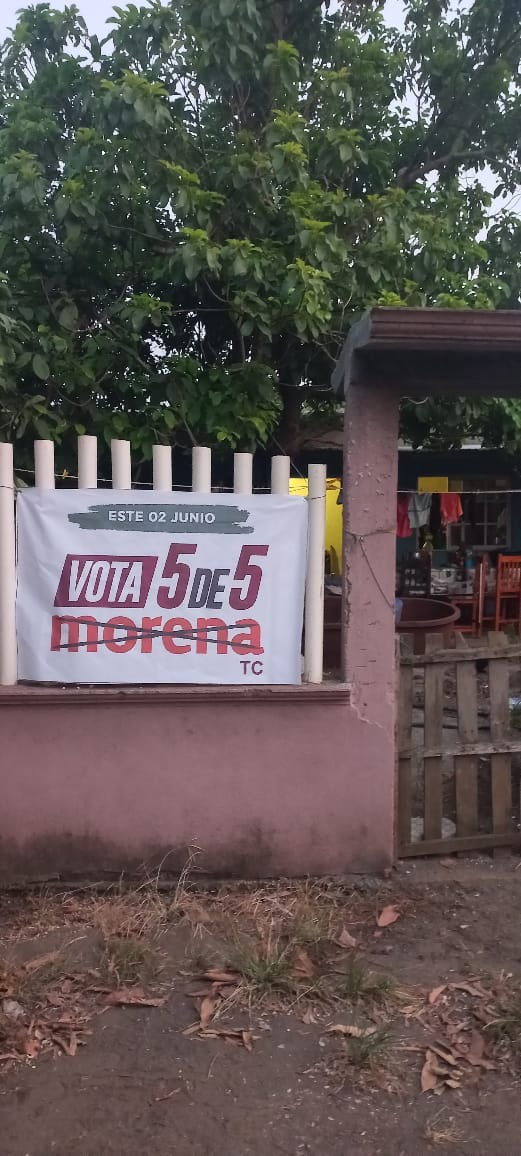 ESTE 02 JUNIO
VOTA 5 DE 5
morena
TC